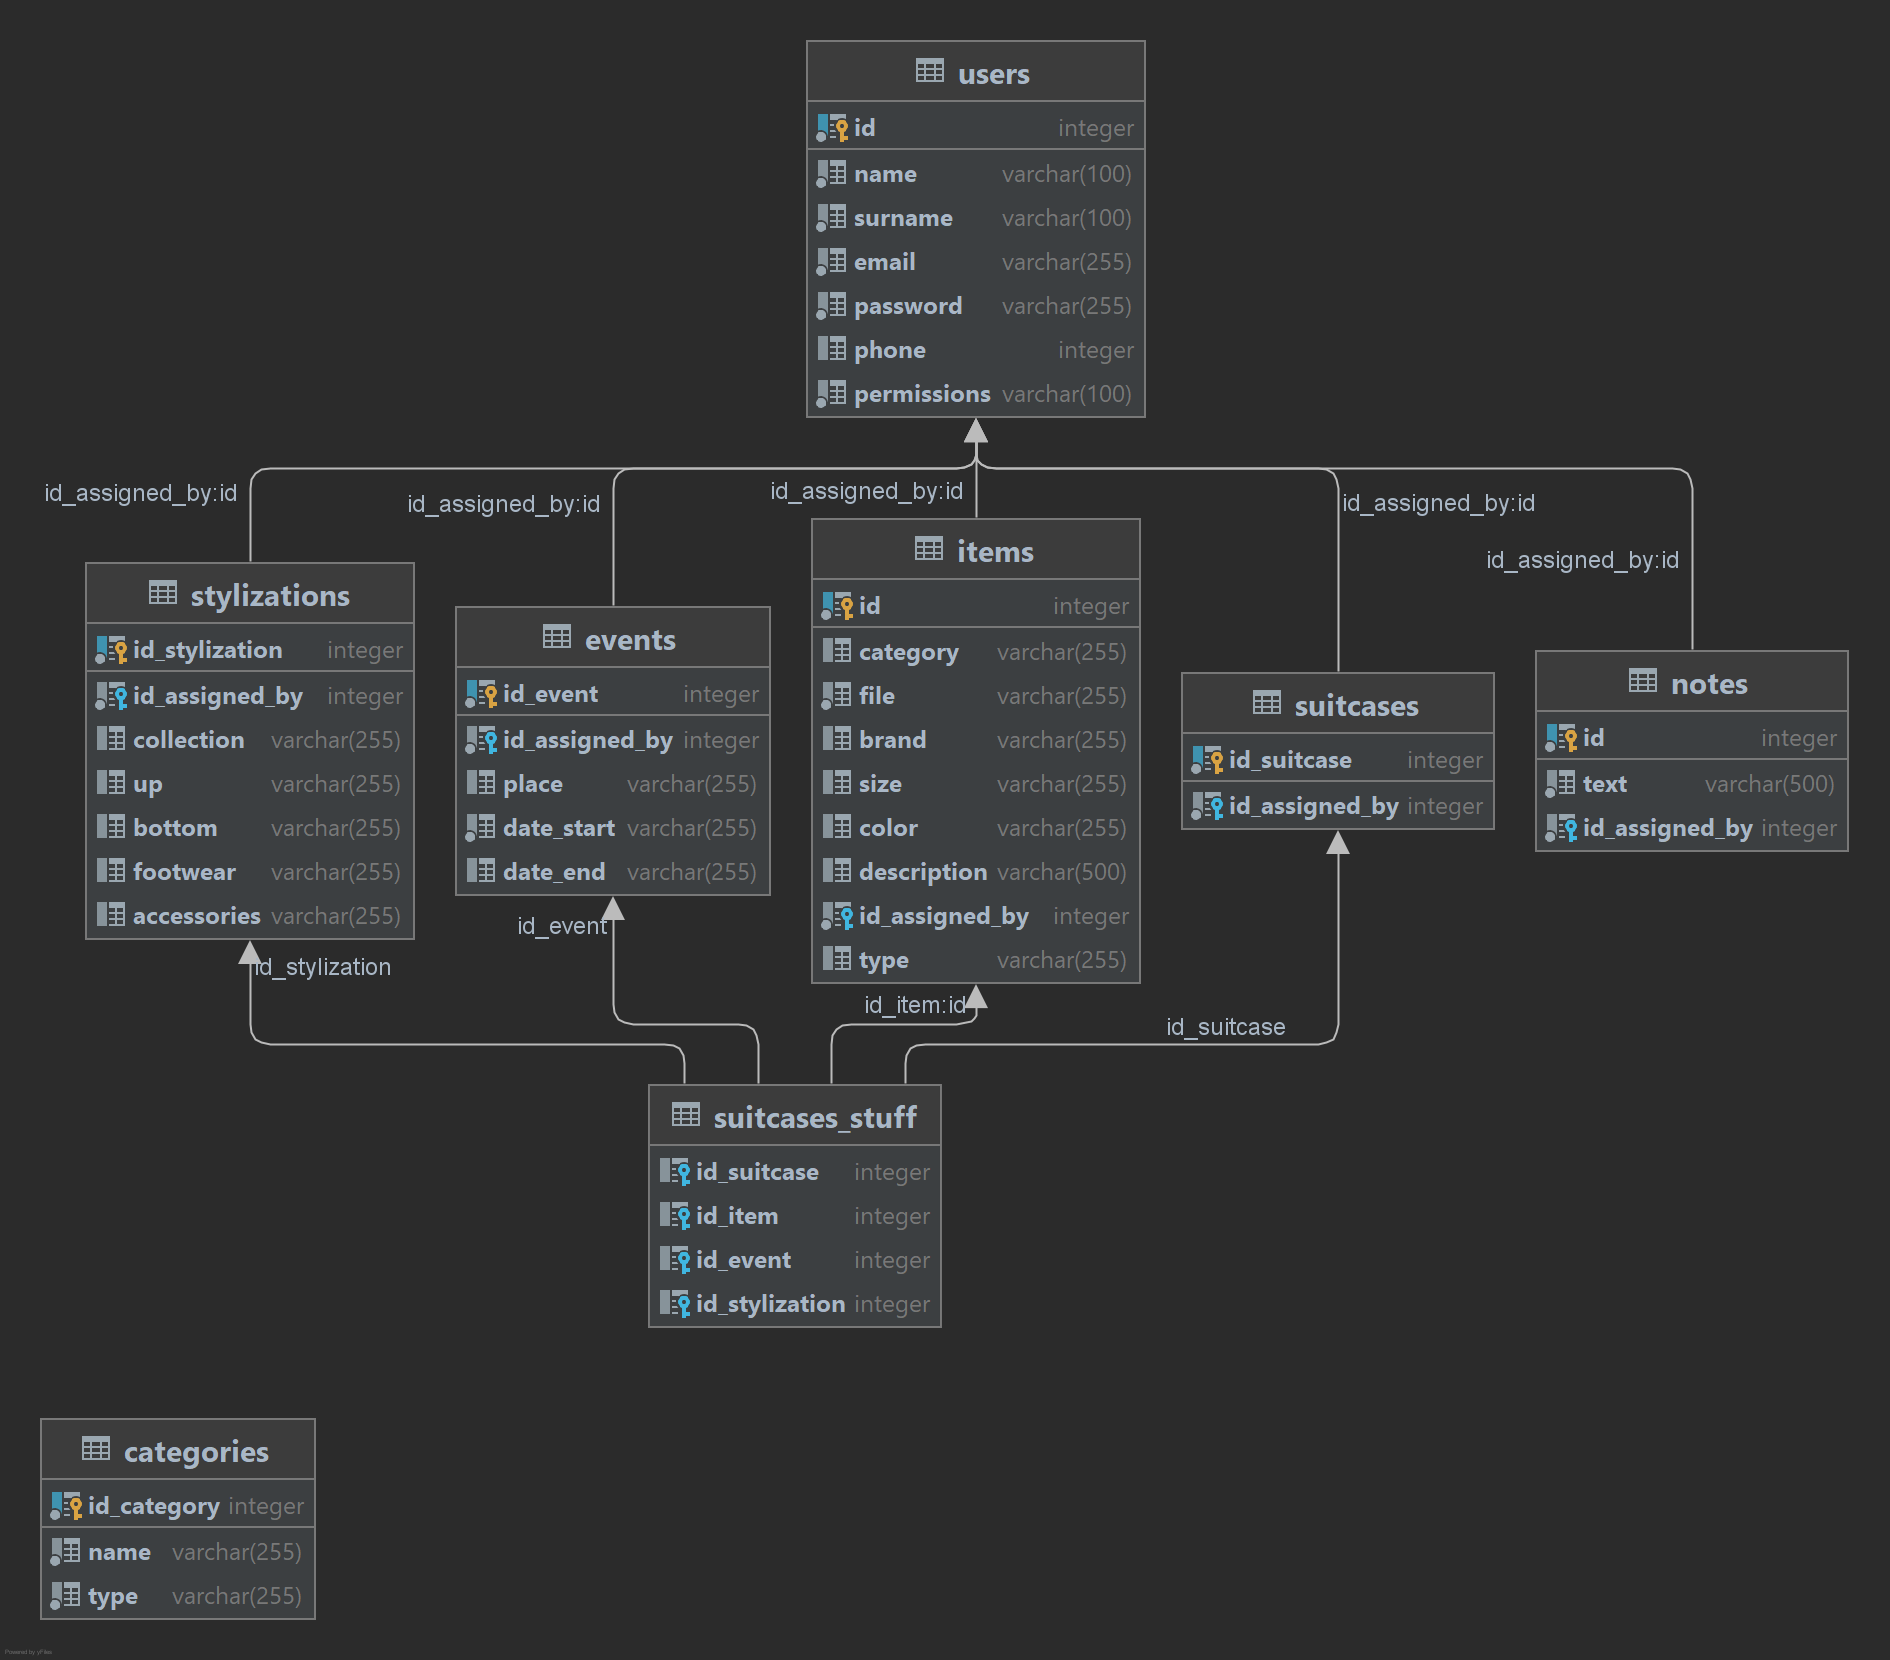 users
id integer
name varchar(100)
surname varchar(100)
email varchar(255)
password varchar(255)
phone integer
permissions varchar(100)
id_assigned_by:id
id_assigned_by:id
id_assigned_by:id
id_assigned_by:id
id_assigned_by:id
stylizations
id_stylization integer
id_assigned_by integer
collection varchar(255)
up varchar(255)
bottom varchar(255)
footwear varchar(255)
accessories varchar(255)
events
id_event integer
id_assigned_by integer
place varchar(255)
date_start varchar(255)
date_end varchar(255)
items
id integer
category varchar(255)
file varchar(255)
brand varchar(255)
size varchar(255)
color varchar(255)
description varchar(500)
id_assigned_by integer
type varchar(255)
suitcases
id_suitcase integer
id_assigned_by integer
notes
id integer
text varchar(500)
id_assigned_by integer
id_stylization
id_event
id_item:id
id_suitcase
suitcases_stuff
id_suitcase integer
id_item integer
id_event integer
id_stylization integer
categories
id_category integer
name varchar(255)
type varchar(255)
Powered by yFiles